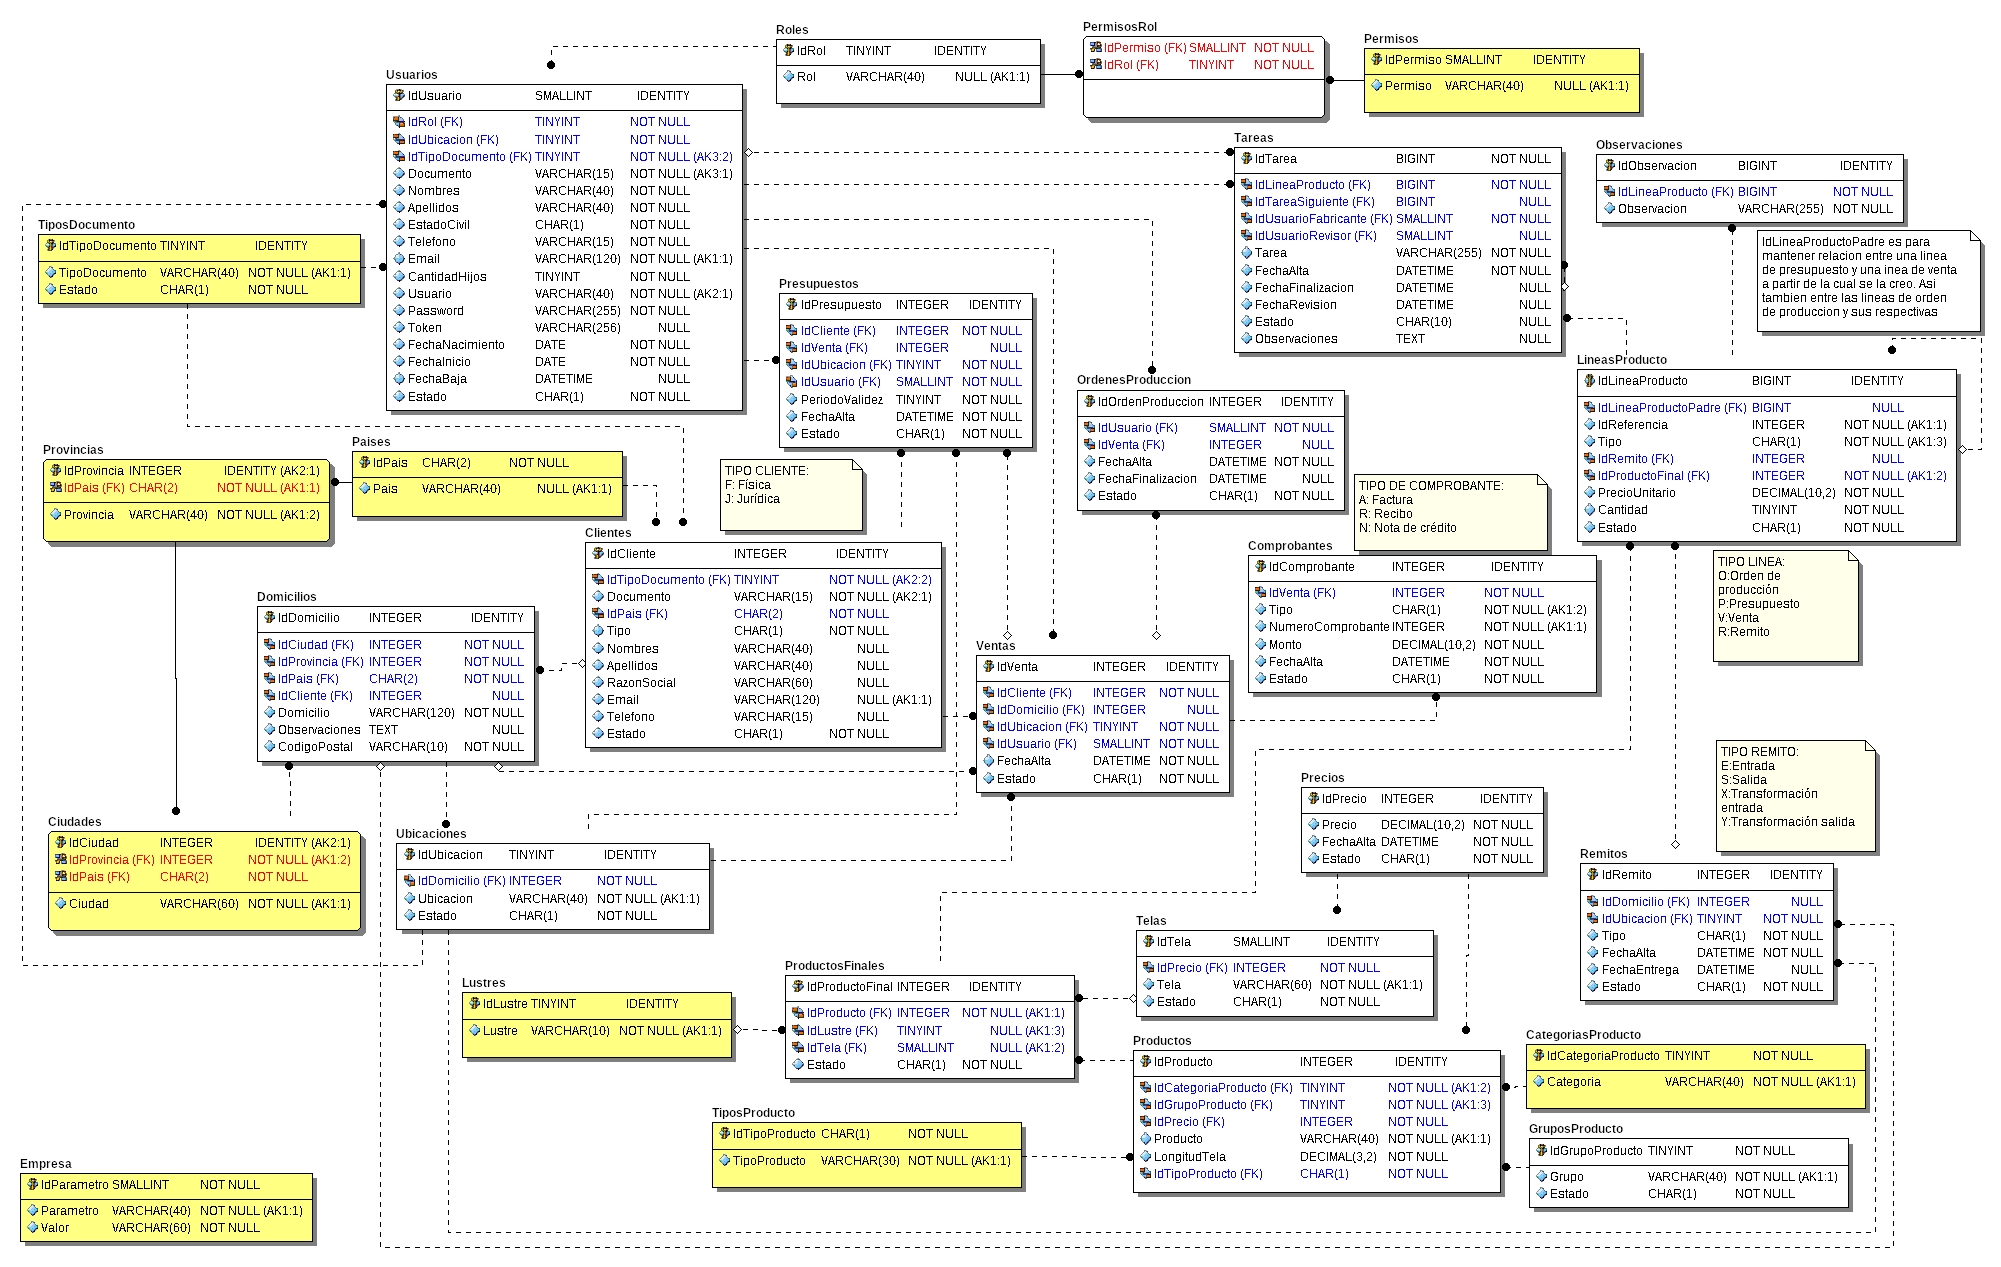 Roles
IdRol TINYINT IDENTITY
Rol VARCHAR(40) NULL (AK1:1)
PermisosRol
IdPermiso (FK) SMALLINT NOT NULL
IdRol (FK) TINYINT NOT NULL
Permisos
IdPermiso SMALLINT IDENTITY
Permiso VARCHAR(40) NULL (AK1:1)
Usuarios
IdUsuario SMALLINT IDENTITY
IdRol (FK) TINYINT NOT NULL
IdUbicacion (FK) TINYINT NOT NULL
IdTipoDocumento (FK) TINYINT NOT NULL (AK3:2)
Documento VARCHAR(15) NOT NULL (AK3:1)
Nombres VARCHAR(40) NOT NULL
Apellidos VARCHAR(40) NOT NULL
EstadoCivil CHAR(1) NOT NULL
Telefono VARCHAR(15) NOT NULL
Email VARCHAR(120) NOT NULL (AK1:1)
CantidadHijos TINYINT NOT NULL
Usuario VARCHAR(40) NOT NULL (AK2:1)
Password VARCHAR(255) NOT NULL
Token VARCHAR(256) NULL
FechaNacimiento DATE NOT NULL
FechaInicio DATE NOT NULL
FechaBaja DATETIME NULL
Estado CHAR(1) NOT NULL
Tareas
IdTarea BIGINT NOT NULL
IdLineaProducto (FK) BIGINT NOT NULL
IdTareaSiguiente (FK) BIGINT NULL
IdUsuarioFabricante (FK) SMALLINT NOT NULL
IdUsuarioRevisor (FK) SMALLINT NULL
Tarea VARCHAR(255) NOT NULL
FechaAlta DATETIME NOT NULL
FechaFinalizacion DATETIME NULL
FechaRevision DATETIME NULL
Estado CHAR(10) NULL
Observaciones TEXT NULL
Observaciones
IdObservacion BIGINT IDENTITY
IdLineaProducto (FK) BIGINT NOT NULL
Observacion VARCHAR(255) NOT NULL
IdLineaProductoPadre es para
mantener relacion entre una linea
de presupuesto y una inea de venta
a partir de la cual se la creo. Asi
tambien entre las lineas de orden
de produccion y sus respectivas
TiposDocumento
IdTipoDocumento TINYINT IDENTITY
TipoDocumento VARCHAR(40) NOT NULL (AK1:1)
Estado CHAR(1) NOT NULL
Presupuestos
IdPresupuesto INTEGER IDENTITY
IdCliente (FK) INTEGER NOT NULL
IdVenta (FK) INTEGER NULL
IdUbicacion (FK) TINYINT NOT NULL
IdUsuario (FK) SMALLINT NOT NULL
PeriodoValidez TINYINT NOT NULL
FechaAlta DATETIME NOT NULL
Estado CHAR(1) NOT NULL
OrdenesProduccion
IdOrdenProduccion INTEGER IDENTITY
IdUsuario (FK) SMALLINT NOT NULL
IdVenta (FK) INTEGER NULL
FechaAlta DATETIME NOT NULL
FechaFinalizacion DATETIME NULL
Estado CHAR(1) NOT NULL
LineasProducto
IdLineaProducto BIGINT IDENTITY
IdLineaProductoPadre (FK) BIGINT NULL
IdReferencia INTEGER NOT NULL (AK1:1)
Tipo CHAR(1) NOT NULL (AK1:3)
IdRemito (FK) INTEGER NULL
IdProductoFinal (FK) INTEGER NOT NULL (AK1:2)
PrecioUnitario DECIMAL(10,2) NOT NULL
Cantidad TINYINT NOT NULL
Estado CHAR(1) NOT NULL
Provincias
IdProvincia INTEGER IDENTITY (AK2:1)
IdPais (FK) CHAR(2) NOT NULL (AK1:1)
Provincia VARCHAR(40) NOT NULL (AK1:2)
Paises
IdPais CHAR(2) NOT NULL
Pais VARCHAR(40) NULL (AK1:1)
TIPO CLIENTE:
F: Física
J: Jurídica
TIPO DE COMPROBANTE:
A: Factura
R: Recibo
N: Nota de crédito
Clientes
IdCliente INTEGER IDENTITY
IdTipoDocumento (FK) TINYINT NOT NULL (AK2:2)
Documento VARCHAR(15) NOT NULL (AK2:1)
IdPais (FK) CHAR(2) NOT NULL
Tipo CHAR(1) NOT NULL
Nombres VARCHAR(40) NULL
Apellidos VARCHAR(40) NULL
RazonSocial VARCHAR(60) NULL
Email VARCHAR(120) NULL (AK1:1)
Telefono VARCHAR(15) NULL
Estado CHAR(1) NOT NULL
Comprobantes
IdComprobante INTEGER IDENTITY
IdVenta (FK) INTEGER NOT NULL
Tipo CHAR(1) NOT NULL (AK1:2)
NumeroComprobante INTEGER NOT NULL (AK1:1)
Monto DECIMAL(10,2) NOT NULL
FechaAlta DATETIME NOT NULL
Estado CHAR(1) NOT NULL
TIPO LINEA:
O:Orden de
producción
P:Presupuesto
V:Venta
R:Remito
Domicilios
IdDomicilio INTEGER IDENTITY
IdCiudad (FK) INTEGER NOT NULL
IdProvincia (FK) INTEGER NOT NULL
IdPais (FK) CHAR(2) NOT NULL
IdCliente (FK) INTEGER NULL
Domicilio VARCHAR(120) NOT NULL
Observaciones TEXT NULL
CodigoPostal VARCHAR(10) NOT NULL
Ventas
IdVenta INTEGER IDENTITY
IdCliente (FK) INTEGER NOT NULL
IdDomicilio (FK) INTEGER NULL
IdUbicacion (FK) TINYINT NOT NULL
IdUsuario (FK) SMALLINT NOT NULL
FechaAlta DATETIME NOT NULL
Estado CHAR(1) NOT NULL
TIPO REMITO:
E:Entrada
S:Salida
X:Transformación
entrada
Y:Transformación salida
Precios
IdPrecio INTEGER IDENTITY
Precio DECIMAL(10,2) NOT NULL
FechaAlta DATETIME NOT NULL
Estado CHAR(1) NOT NULL
Ciudades
IdCiudad INTEGER IDENTITY (AK2:1)
IdProvincia (FK) INTEGER NOT NULL (AK1:2)
IdPais (FK) CHAR(2) NOT NULL
Ciudad VARCHAR(60) NOT NULL (AK1:1)
Ubicaciones
IdUbicacion TINYINT IDENTITY
IdDomicilio (FK) INTEGER NOT NULL
Ubicacion VARCHAR(40) NOT NULL (AK1:1)
Estado CHAR(1) NOT NULL
Remitos
IdRemito INTEGER IDENTITY
IdDomicilio (FK) INTEGER NULL
IdUbicacion (FK) TINYINT NOT NULL
Tipo CHAR(1) NOT NULL
FechaAlta DATETIME NOT NULL
FechaEntrega DATETIME NULL
Estado CHAR(1) NOT NULL
Telas
IdTela SMALLINT IDENTITY
IdPrecio (FK) INTEGER NOT NULL
Tela VARCHAR(60) NOT NULL (AK1:1)
Estado CHAR(1) NOT NULL
Lustres
IdLustre TINYINT IDENTITY
Lustre VARCHAR(10) NOT NULL (AK1:1)
ProductosFinales
IdProductoFinal INTEGER IDENTITY
IdProducto (FK) INTEGER NOT NULL (AK1:1)
IdLustre (FK) TINYINT NULL (AK1:3)
IdTela (FK) SMALLINT NULL (AK1:2)
Estado CHAR(1) NOT NULL
Productos
IdProducto INTEGER IDENTITY
IdCategoriaProducto (FK) TINYINT NOT NULL (AK1:2)
IdGrupoProducto (FK) TINYINT NOT NULL (AK1:3)
IdPrecio (FK) INTEGER NOT NULL
Producto VARCHAR(40) NOT NULL (AK1:1)
LongitudTela DECIMAL(3,2) NOT NULL
IdTipoProducto (FK) CHAR(1) NOT NULL
CategoriasProducto
IdCategoriaProducto TINYINT NOT NULL
Categoria VARCHAR(40) NOT NULL (AK1:1)
TiposProducto
IdTipoProducto CHAR(1) NOT NULL
TipoProducto VARCHAR(30) NOT NULL (AK1:1)
GruposProducto
IdGrupoProducto TINYINT NOT NULL
Grupo VARCHAR(40) NOT NULL (AK1:1)
Estado CHAR(1) NOT NULL
Empresa
IdParametro SMALLINT NOT NULL
Parametro VARCHAR(40) NOT NULL (AK1:1)
Valor VARCHAR(60) NOT NULL